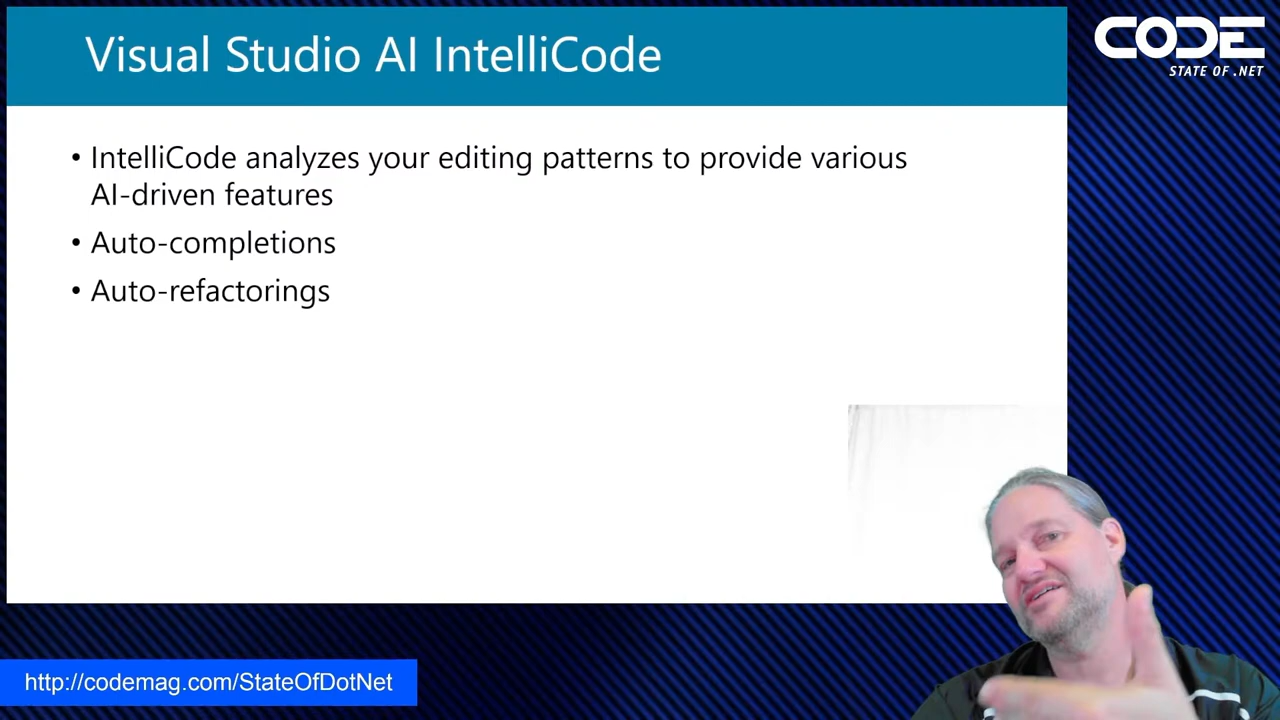 Visual Studio AI IntelliCode
CODE
STATE OF .NET
• IntelliCode analyzes your editing patterns to provide various
AI-driven features
• Auto-completions
• Auto-refactorings
http://codemag.com/StateOfDotNet